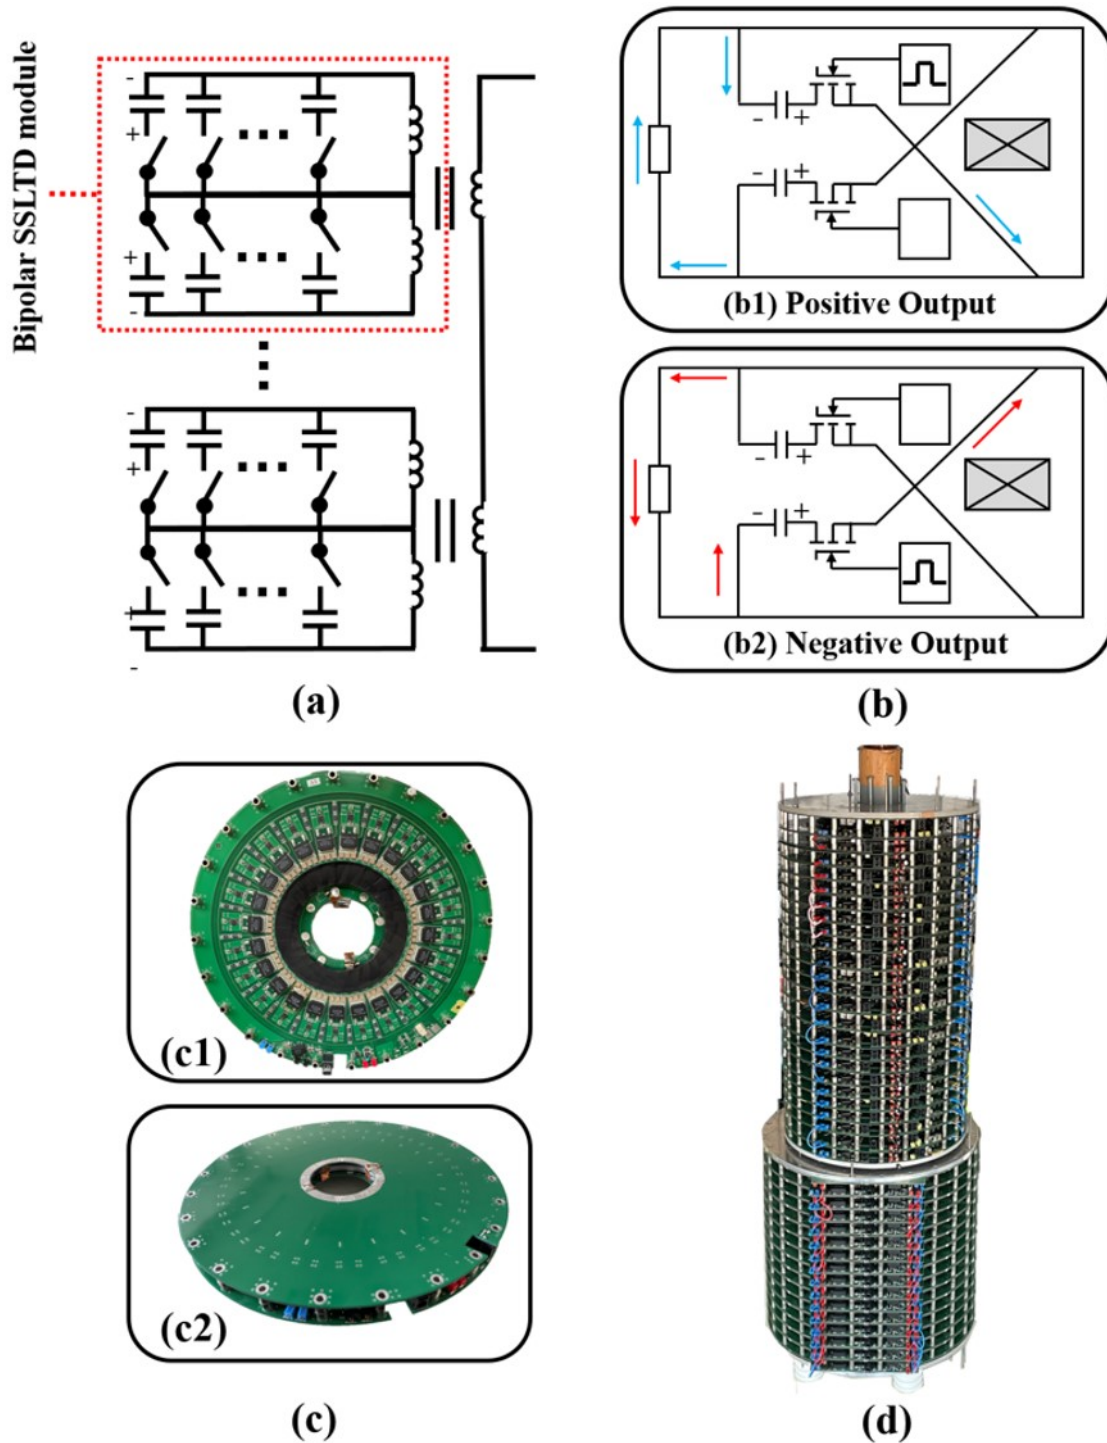 Bipolar SSLTD module
-
+
+
-
-
+
+
-
(a)
- +
- +
(b1) Positive Output
- +
- +
(b2) Negative Output
(b)
(c1)
(c2)
(c)
(d)